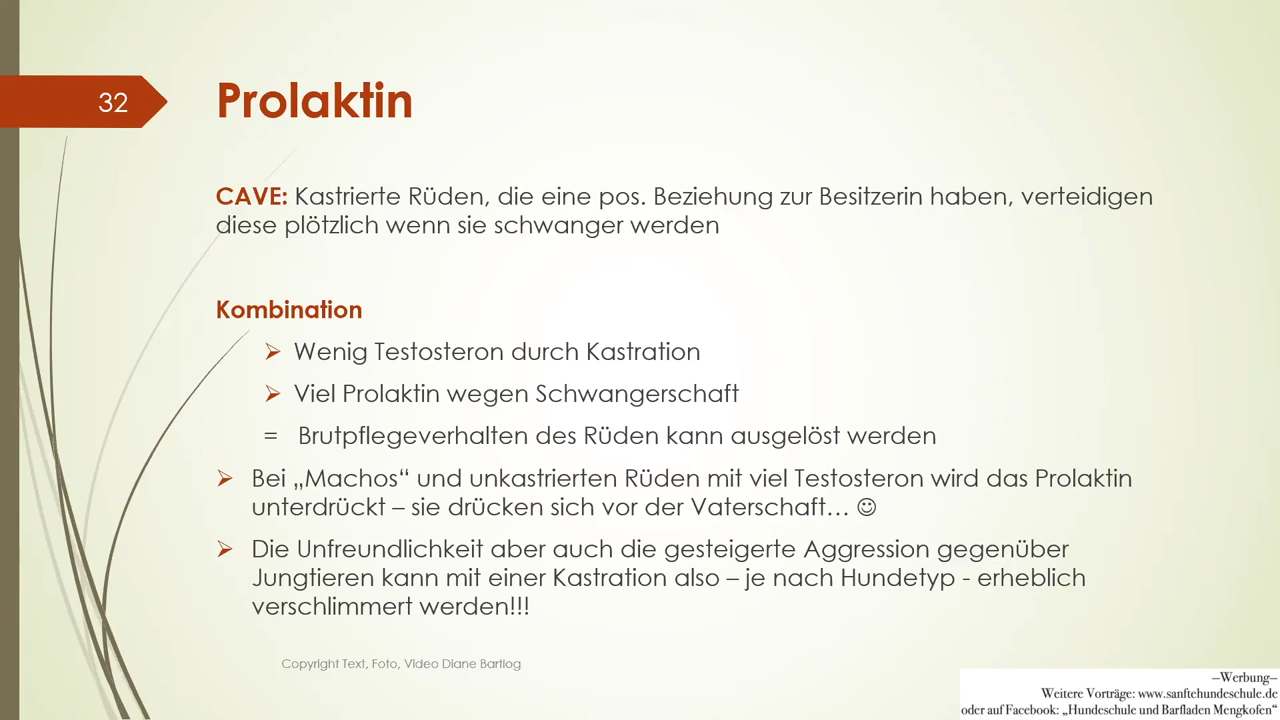 32
Prolaktin
CAVE: Kastrierte Rüden, die eine pos. Beziehung zur Besitzerin haben, verteidigen
diese plötzlich wenn sie schwanger werden
Kombination
➢ Wenig Testosteron durch Kastration
➢ Viel Prolaktin wegen Schwangerschaft
= Brutpflegeverhalten des Rüden kann ausgelöst werden
➢ Bei „Machos“ und unkastrierten Rüden mit viel Testosteron wird das Prolaktin
unterdrückt – sie drücken sich vor der Vaterschaft… ☺
➢ Die Unfreundlichkeit aber auch die gesteigerte Aggression gegenüber
Jungtieren kann mit einer Kastration also – je nach Hundetyp - erheblich
verschlimmert werden!!!
Copyright Text, Foto, Video Diane Bartlog
—Werbung—
Weitere Vorträge: www.sanftehundeschule.de
oder auf Facebook: „Hundeschule und Barfladen Mengkofen“